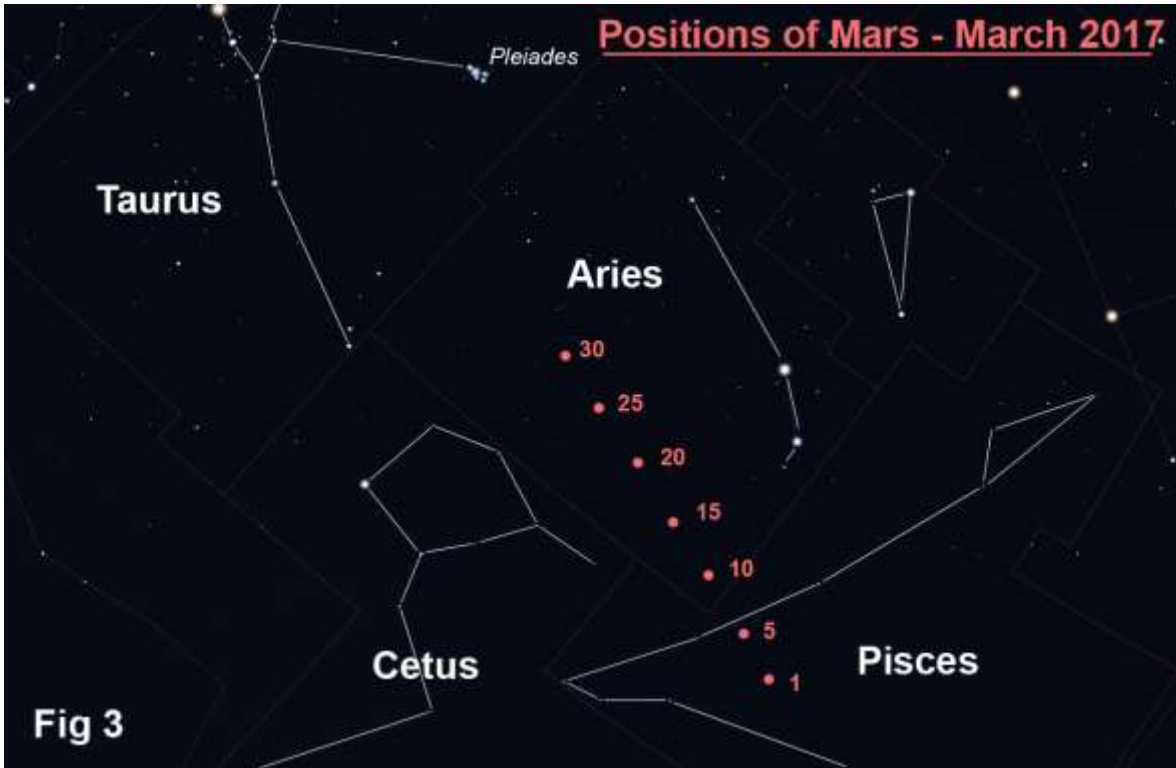 Positions of Mars - March 2017
Pleiades
Taurus
Aries
30
25
20
15
10
5
1
Cetus
Pisces
Fig 3